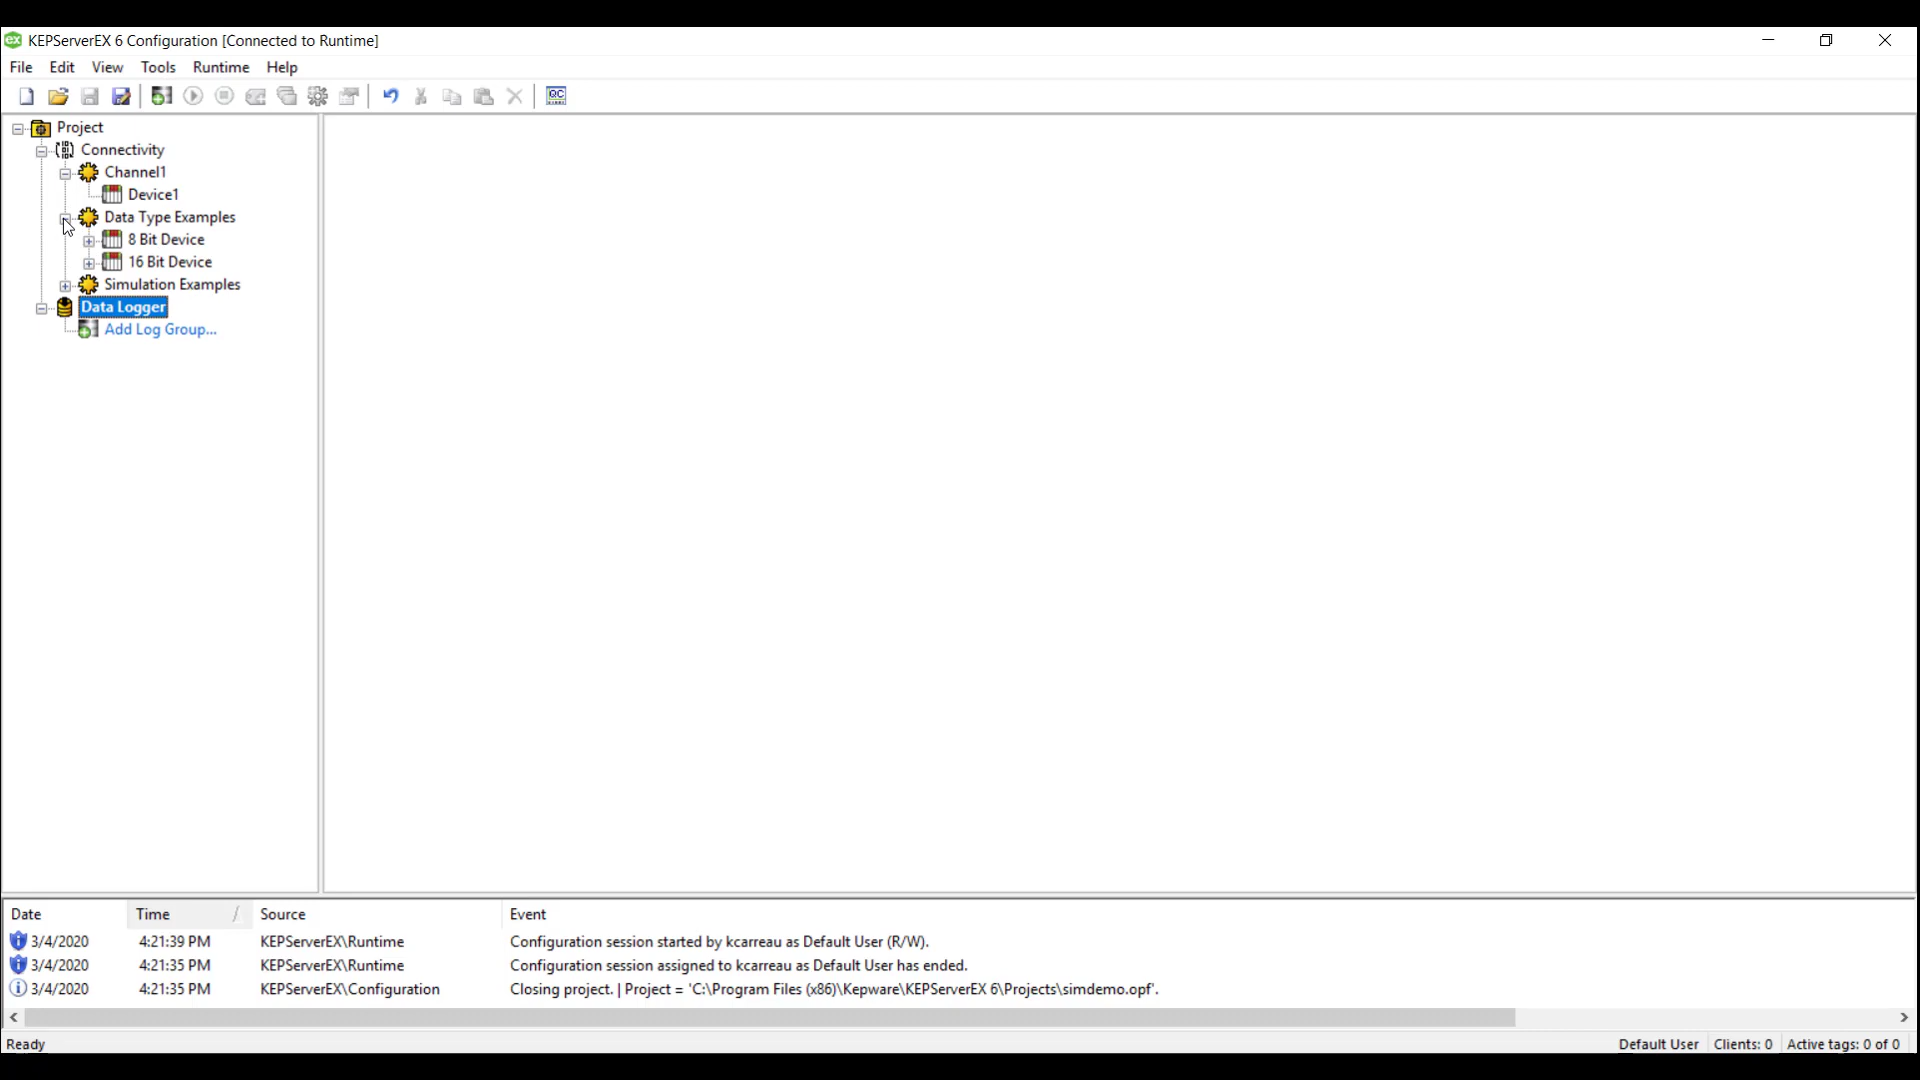 KEPServerEX 6 Configuration [Connected to Runtime]
File Edit View Tools Runtime Help
QC
Project
Connectivity
Channel1
Device1
Data Type Examples
8 Bit Device
16 Bit Device
Simulation Examples
Data Logger
Add Log Group...
Date Time Source Event
3/4/2020 4:21:39 PM KEPServerEX\Runtime Configuration session started by kcarreau as Default User (R/W).
3/4/2020 4:21:35 PM KEPServerEX\Runtime Configuration session assigned to kcarreau as Default User has ended.
3/4/2020 4:21:35 PM KEPServerEX\Configuration Closing project. | Project = 'C:\Program Files (x86)\Kepware\KEPServerEX 6\Projects\simdemo.opf'.
Ready Default User Clients: 0 Active tags: 0 of 0